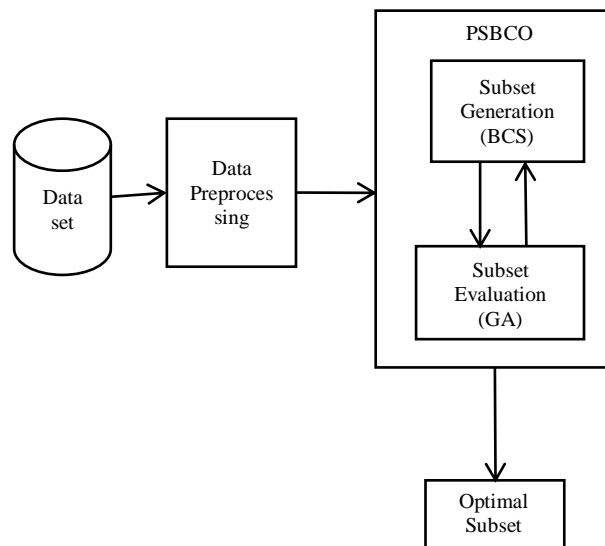 PSBCO
Subset
Generation
(BCS)
Data
set
Data
Preproces
sing
Subset
Evaluation
(GA)
Optimal
Subset